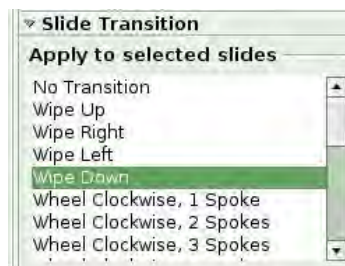 Slide Transition
Apply to selected slides
No Transition
Wipe Up
Wipe Right
Wipe Left
Wipe Down
Wheel Clockwise, 1 Spoke
Wheel Clockwise, 2 Spokes
Wheel Clockwise, 3 Spokes